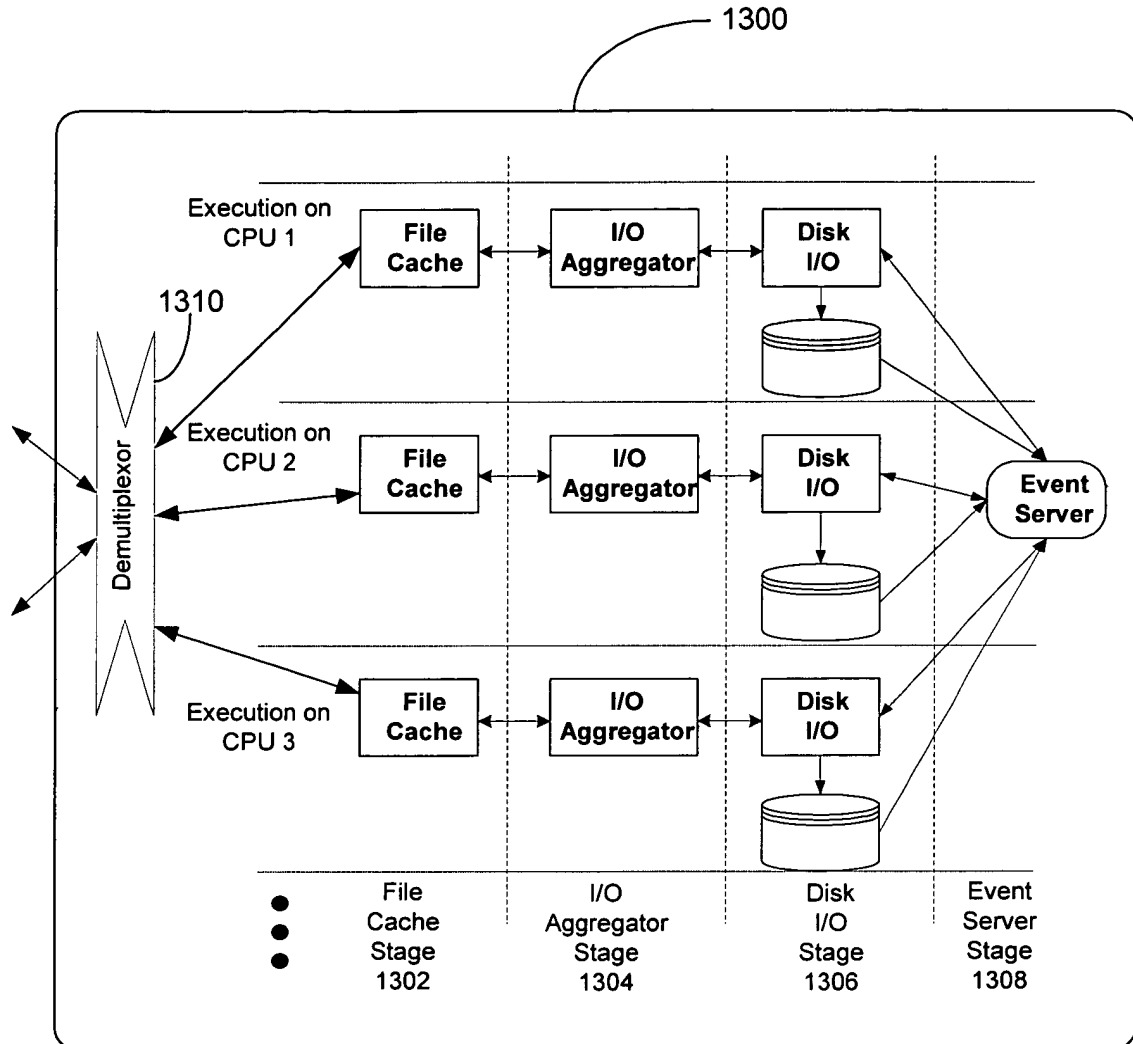 1300
Execution on
CPU 1
File
Cache
I/O
Aggregator
Disk
I/O
1310
Demultiplexor
Execution on
CPU 2
File
Cache
I/O
Aggregator
Disk
I/O
Event
Server
Execution on
CPU 3
File
Cache
I/O
Aggregator
Disk
I/O
File
Cache
Stage
1302
I/O
Aggregator
Stage
1304
Disk
I/O
Stage
1306
Event
Server
Stage
1308